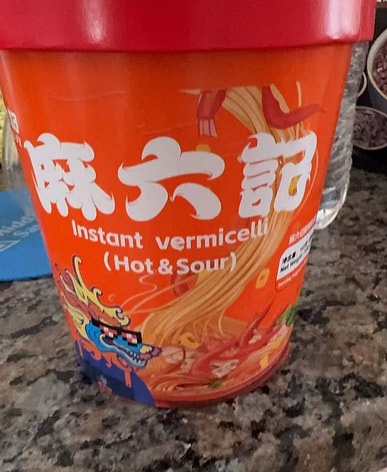 麻六記
Instant vermicelli
(Hot & Sour)